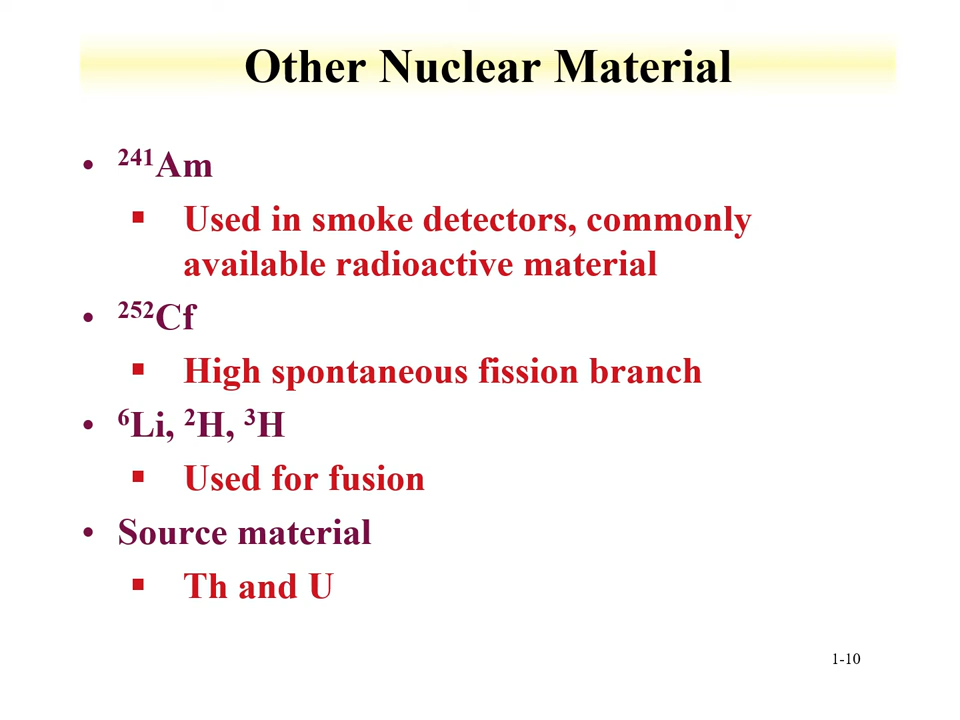 Other Nuclear Material
• ²⁴¹Am
▪ Used in smoke detectors, commonly
available radioactive material
• ²⁵²Cf
▪ High spontaneous fission branch
• ⁶Li, ²H, ³H
▪ Used for fusion
• Source material
▪ Th and U
1-10